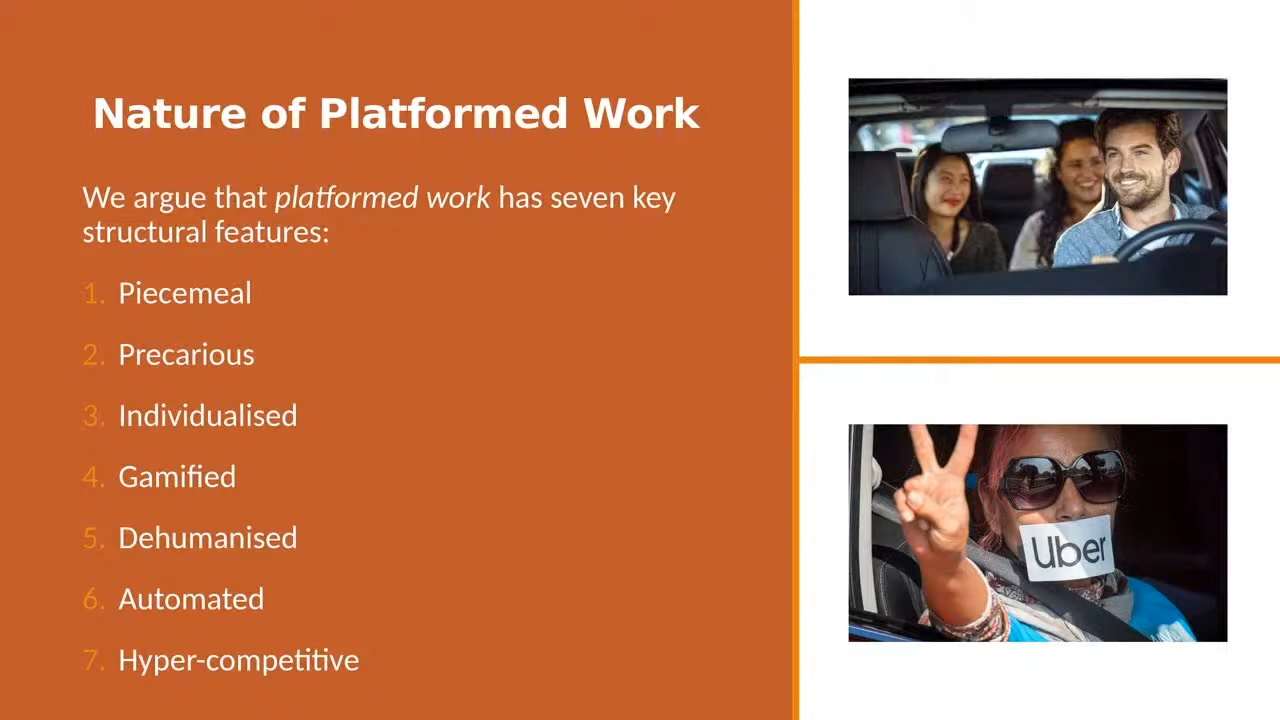 Nature of Platformed Work
We argue that platformed work has seven key
structural features:
1. Piecemeal
2. Precarious
3. Individualised
4. Gamified
5. Dehumanised
6. Automated
7. Hyper-competitive
Uber